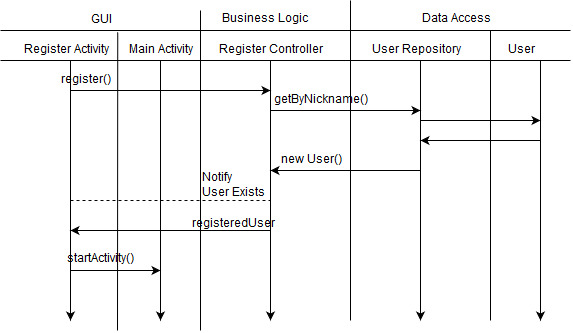 GUI
Business Logic
Data Access
Register Activity
Main Activity
Register Controller
User Repository
User
register()
getByNickname()
new User()
Notify
User Exists
registeredUser
startActivity()